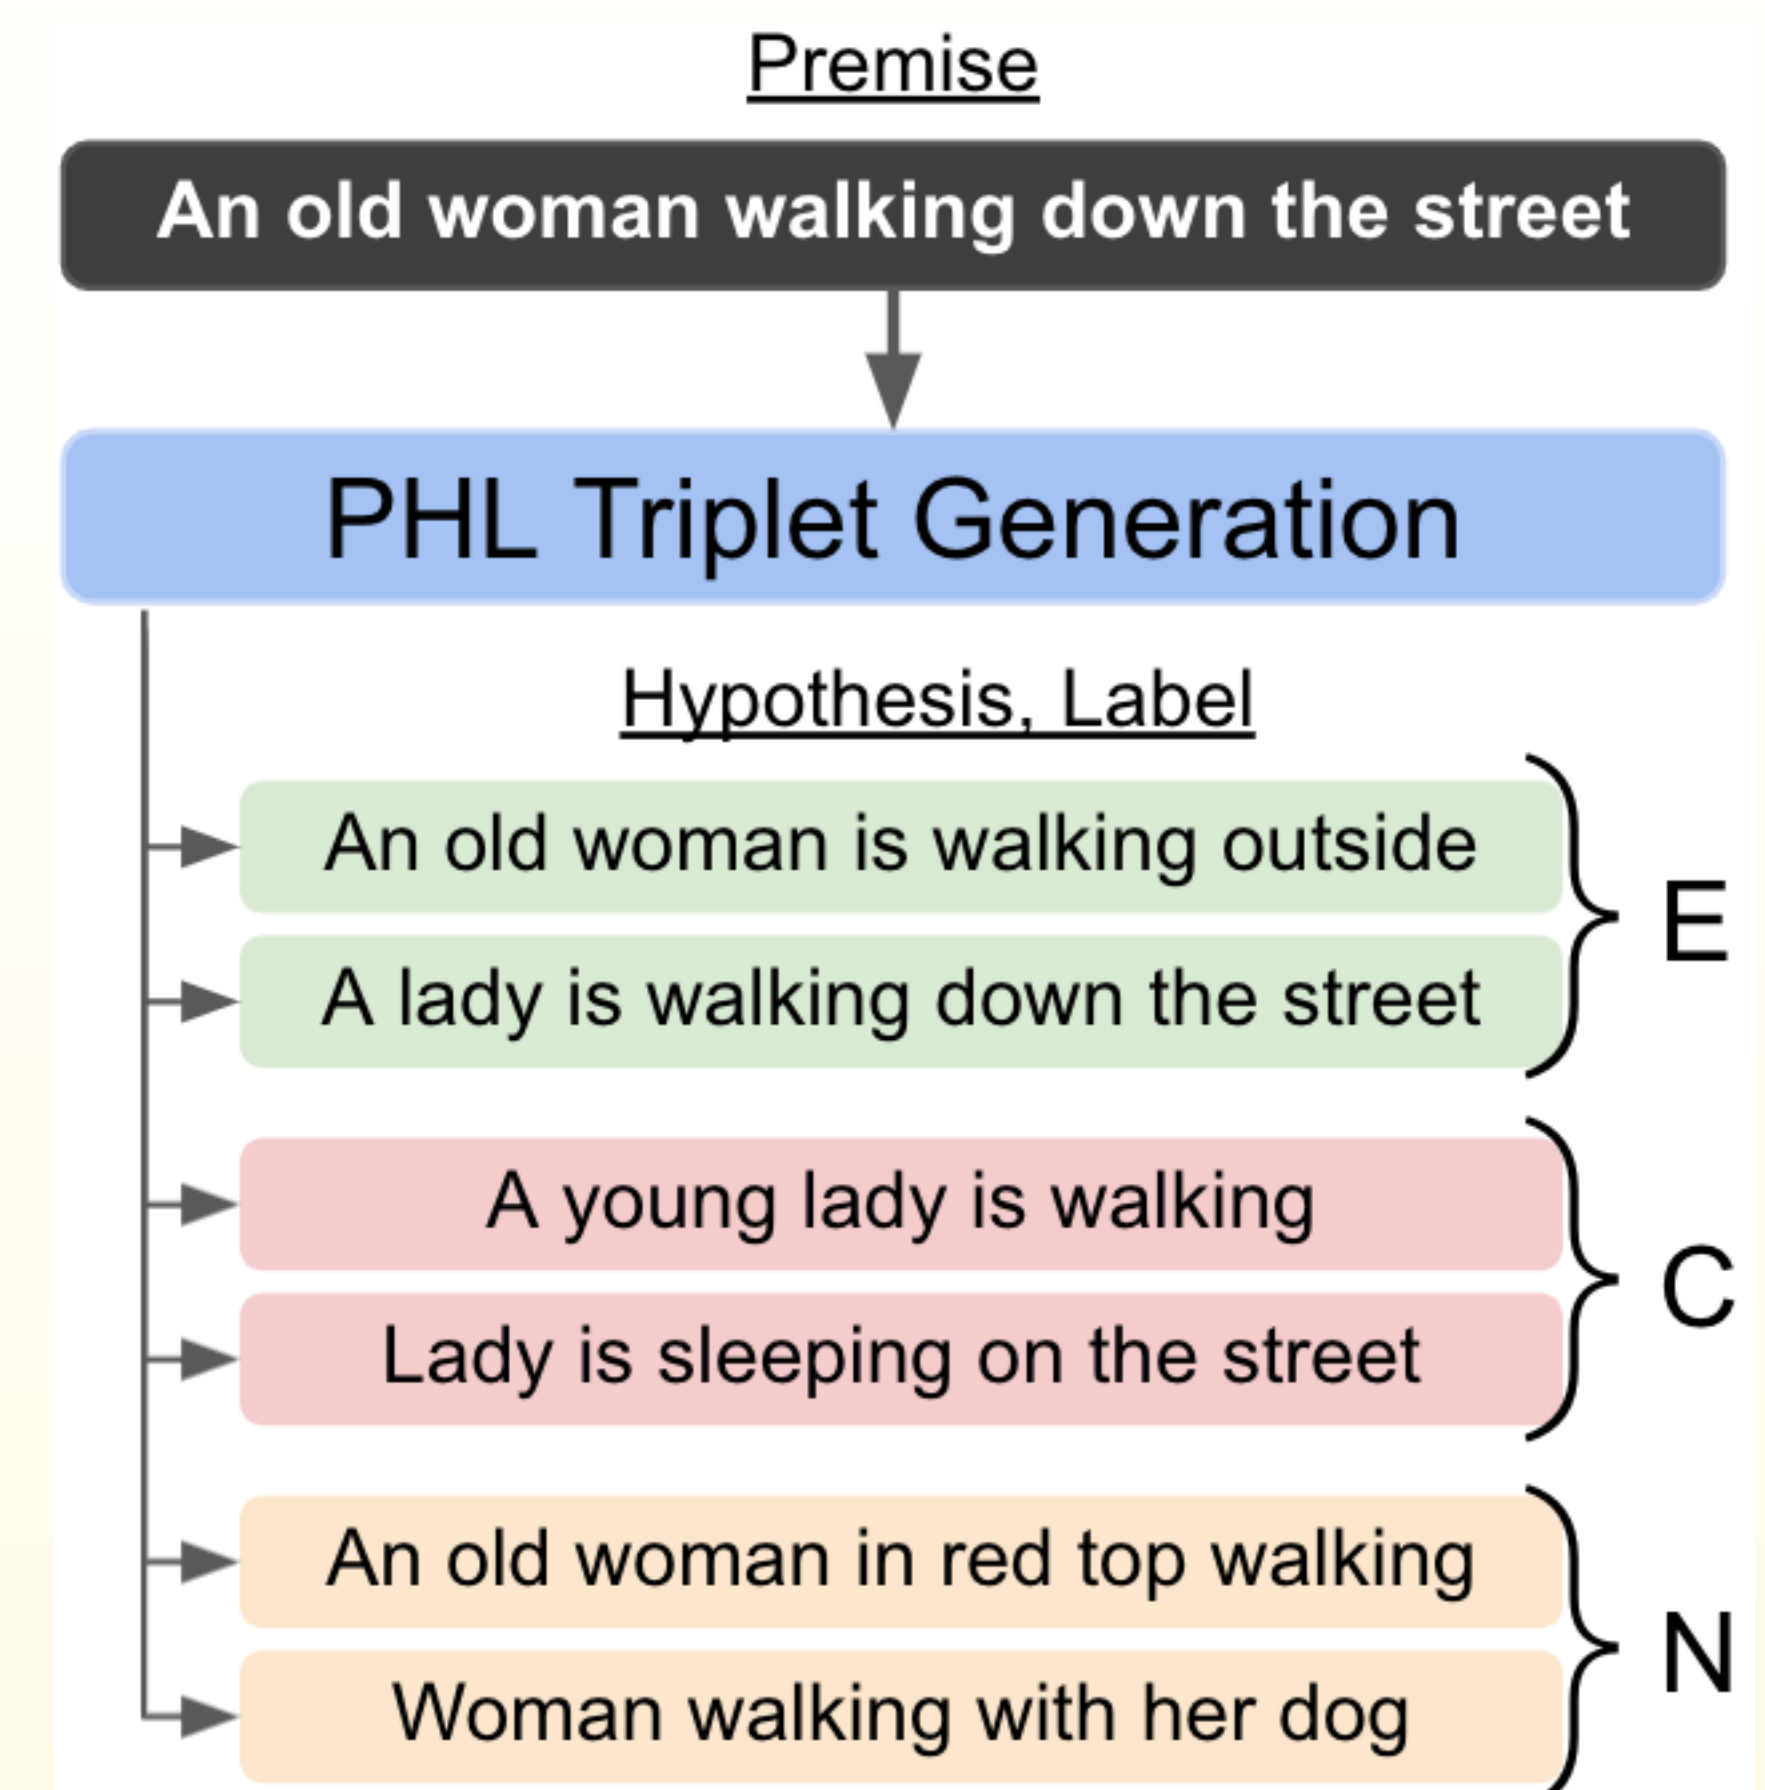 Premise
An old woman walking down the street
PHL Triplet Generation
Hypothesis, Label
An old woman is walking outside
A lady is walking down the street
E
A young lady is walking
Lady is sleeping on the street
C
An old woman in red top walking
Woman walking with her dog
N